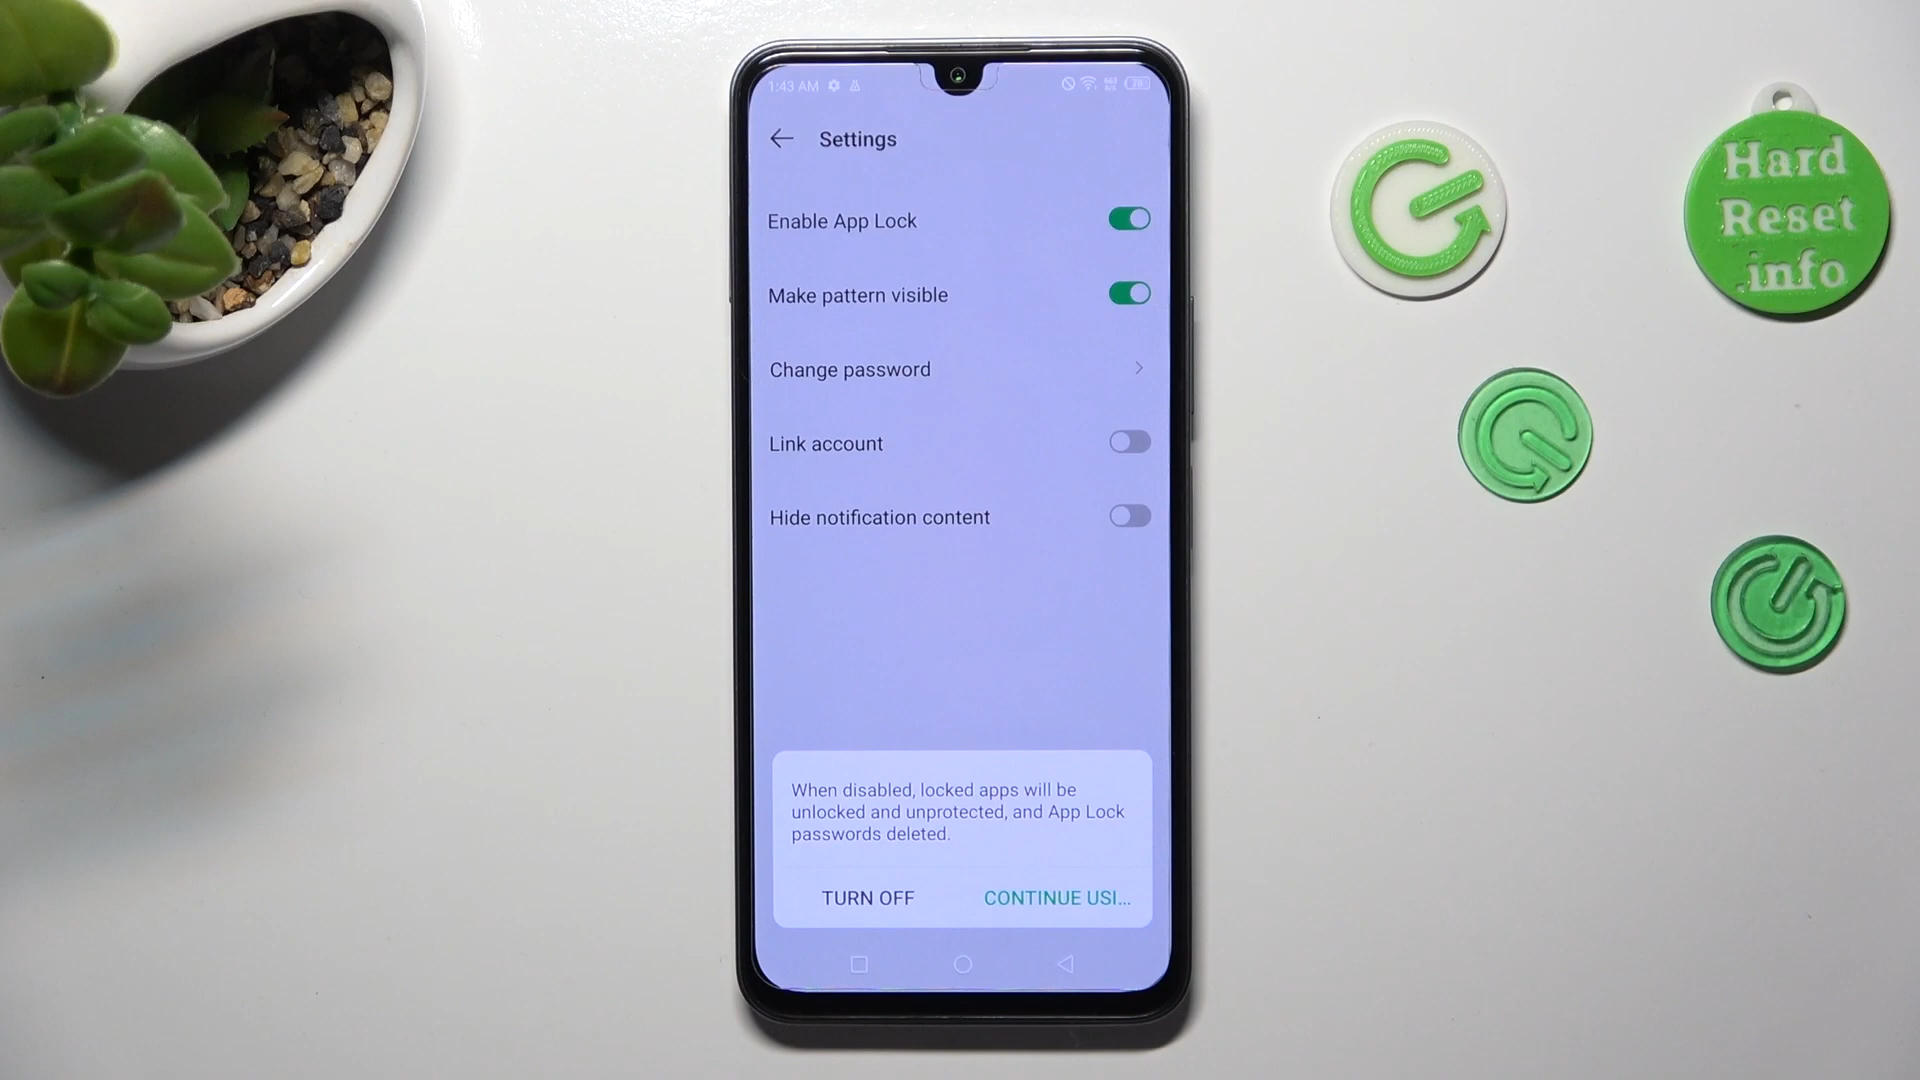 1:43 AM
Settings
Enable App Lock
Make pattern visible
Change password
Link account
Hide notification content
When disabled, locked apps will be
unlocked and unprotected, and App Lock
passwords deleted.
TURN OFF
CONTINUE USI...
Hard
Reset
.info